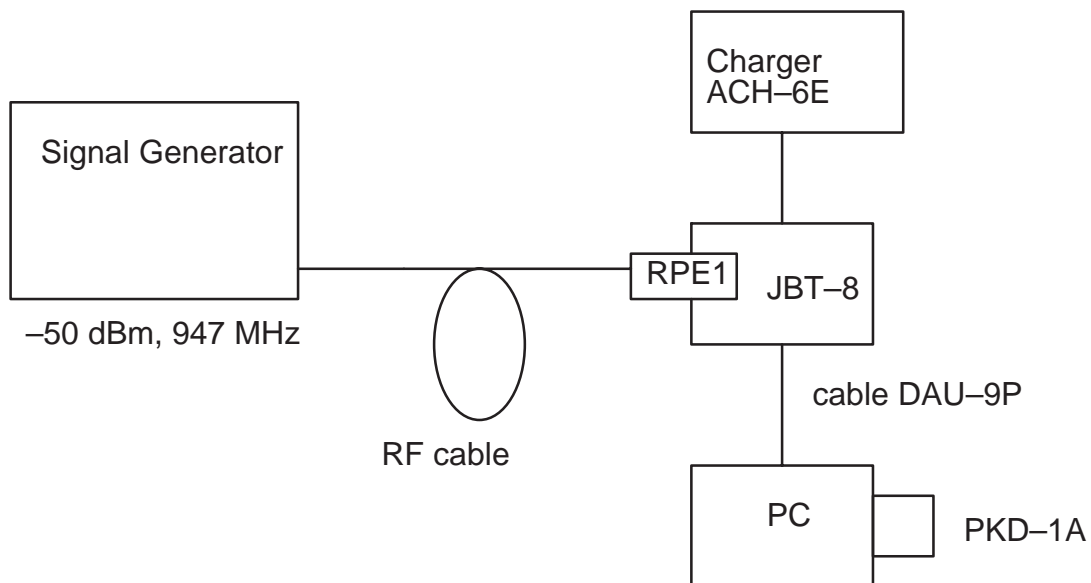 Charger
ACH–6E
Signal Generator
RPE1
JBT–8
–50 dBm, 947 MHz
cable DAU–9P
RF cable
PC
PKD–1A